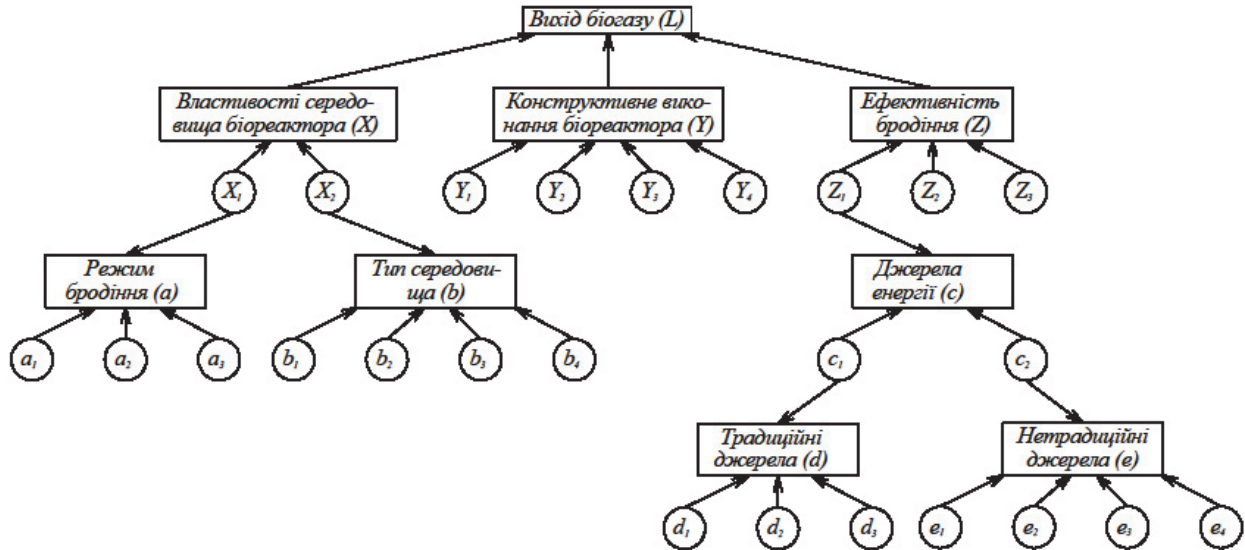 Вихід біогазу (L)
Властивості середо-
вища біореактора (X)
Конструктивне вико-
нання біореактора (Y)
Ефективність
бродіння (Z)
X₁
X₂
Y₁
Y₂
Y₃
Y₄
Z₁
Z₂
Z₃
Режим
бродіння (a)
Тип середови-
ща (b)
Джерела
енергії (c)
a₁
a₂
a₃
b₁
b₂
b₃
b₄
c₁
c₂
Традиційні
джерела (d)
Нетрадиційні
джерела (e)
d₁
d₂
d₃
e₁
e₂
e₃
e₄